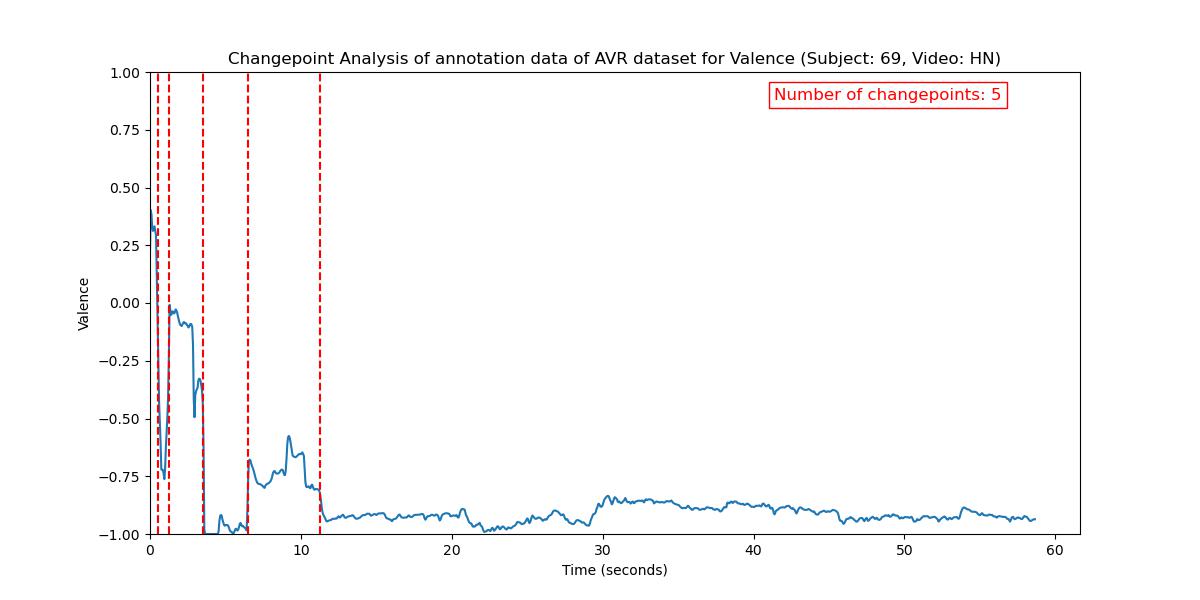 Changepoint Analysis of annotation data of AVR dataset for Valence (Subject: 69, Video: HN)
Number of changepoints: 5
1.00
0.75
0.50
0.25
0.00
−0.25
−0.50
−0.75
−1.00
Valence
0 10 20 30 40 50 60
Time (seconds)